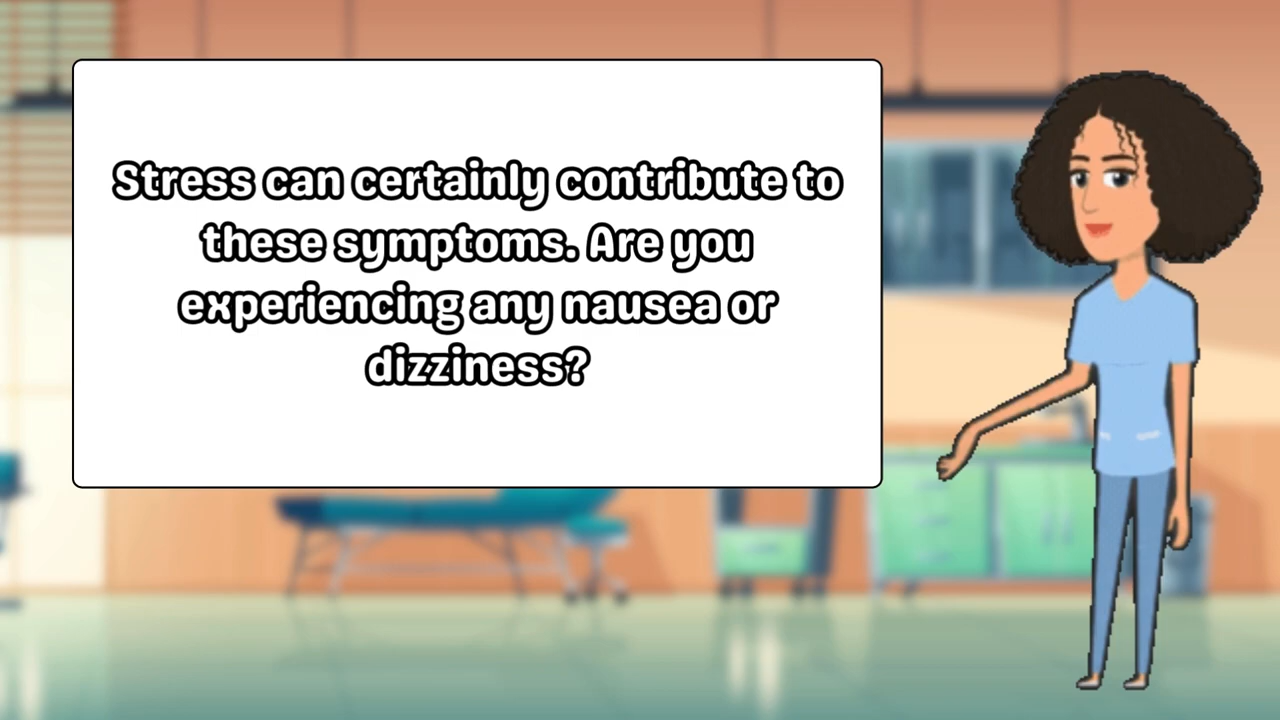 Stress can certainly contribute to
these symptoms. Are you
experiencing any nausea or
dizziness?